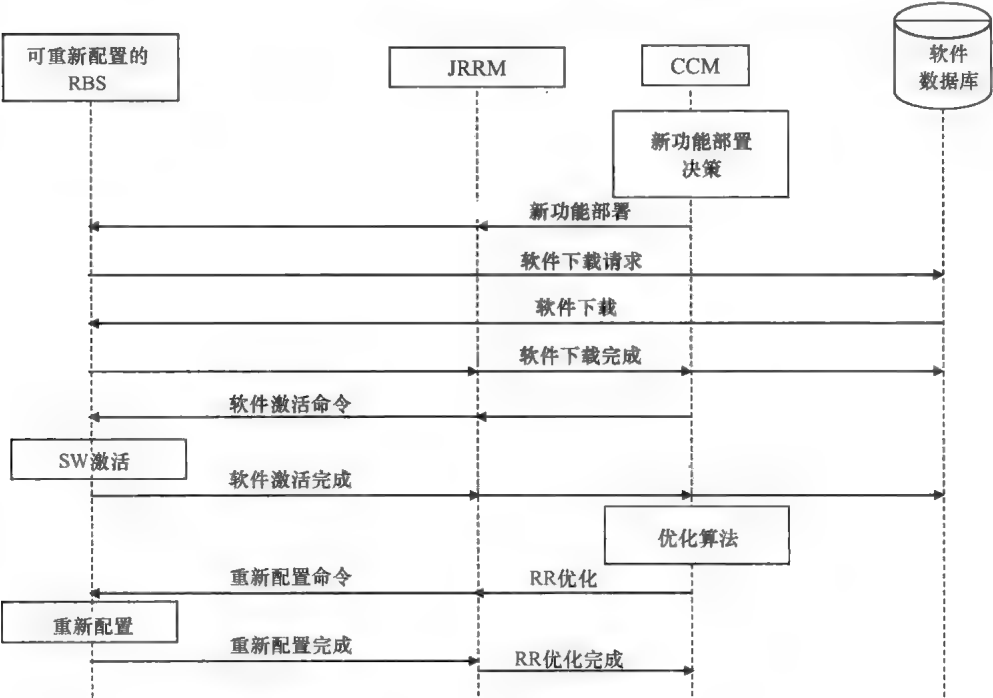 可重新配置的
RBS
JRRM
CCM
软件
数据库
新功能部置
决策
新功能部署
软件下载请求
软件下载
软件下载完成
软件激活命令
SW激活
软件激活完成
优化算法
重新配置命令
RR优化
重新配置
重新配置完成
RR优化完成